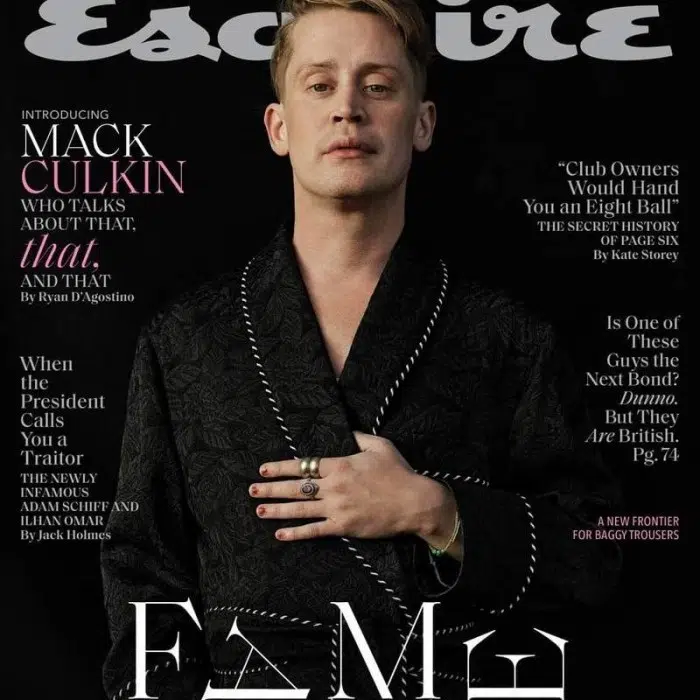 Esquire
INTRODUCING
MACK
CULKIN
WHO TALKS
ABOUT THAT,
that,
AND THAT
By Ryan D'Agostino
When
the
President
Calls
You a
Traitor
THE NEWLY
INFAMOUS
ADAM SCHIFF AND
ILHAN OMAR
By Jack Holmes
“Club Owners
Would Hand
You an Eight Ball”
THE SECRET HISTORY
OF PAGE SIX
By Kate Storey
Is One of
These
Guys the
Next Bond?
Dunno.
But They
Are British.
Pg. 74
A NEW FRONTIER
FOR BAGGY TROUSERS
FAME